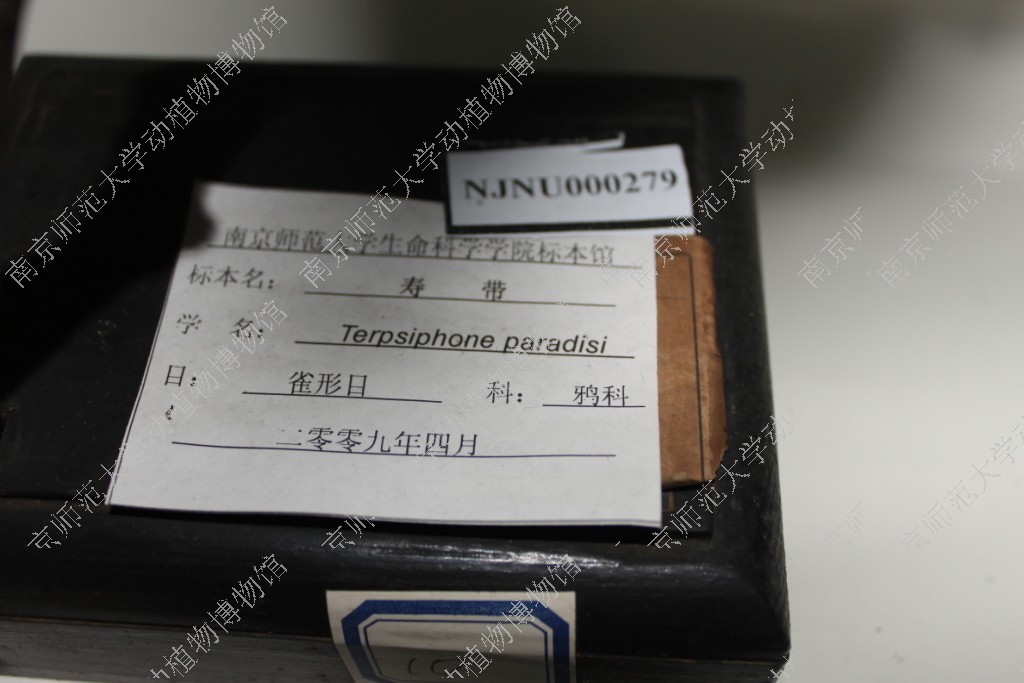 NJNU000279
南京师范大学生命科学学院标本馆
标本名： 寿 带
学 名： Terpsiphone paradisi
日： 雀形日 科： 鸦科
二零零九年四月
南京师范大学动植物博物馆